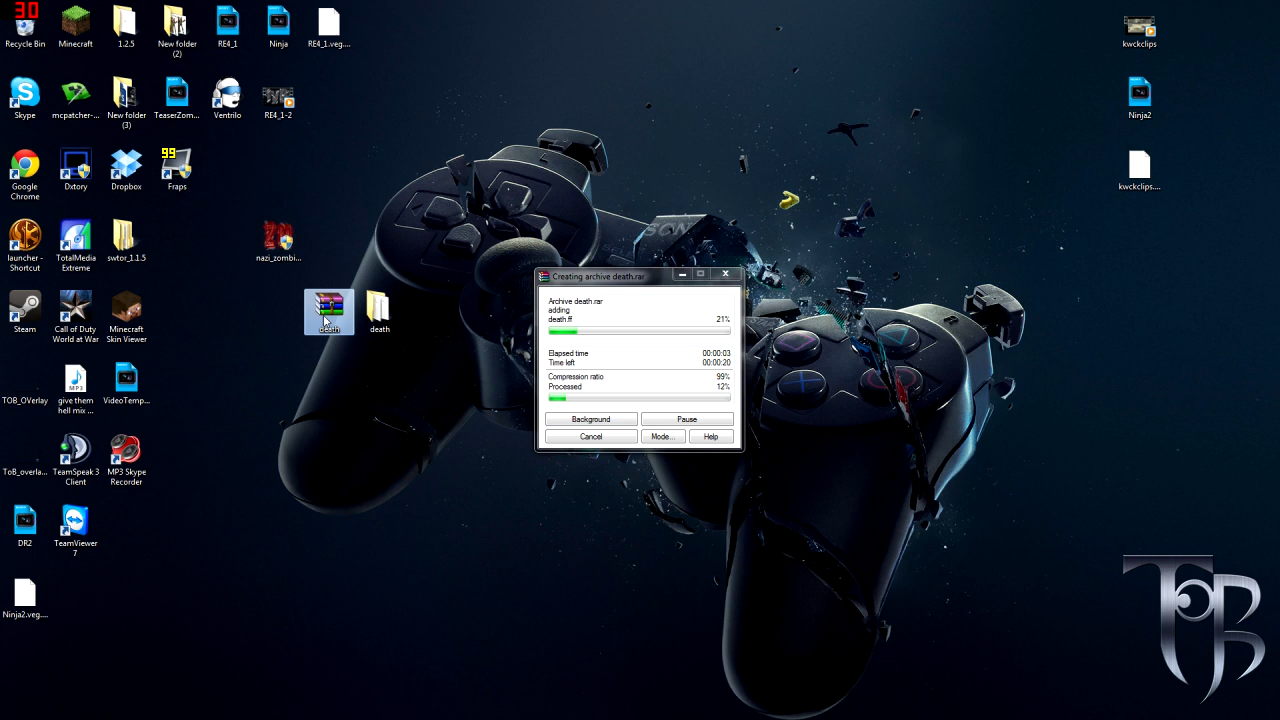 30
Recycle Bin
Minecraft
1.2.5
New folder
(2)
RE4_1
Ninja
RE4_1.veg....
kwckclips
Skype
mcpatcher-...
New folder
(3)
TeaserZom...
Ventrilo
RE4_1-2
Ninja2
99
Google
Chrome
Dxtory
Dropbox
Fraps
kwckclips....
launcher -
Shortcut
TotalMedia
Extreme
swtor_1.1.5
nazi_zombi...
SONY
Steam
Call of Duty
World at War
Minecraft
Skin Viewer
death
death
Creating archive death.rar
Archive death.rar
adding
death.ff 21%
Elapsed time 00:00:03
Time left 00:00:20
Compression ratio 99%
Processed 12%
Background Pause
Cancel Mode... Help
TOB_OVerlay
MP3
give them
hell mix ...
VideoTemp...
ToB_overla...
TeamSpeak 3
Client
MP3 Skype
Recorder
DR2
TeamViewer
7
Ninja2.veg....
ToB